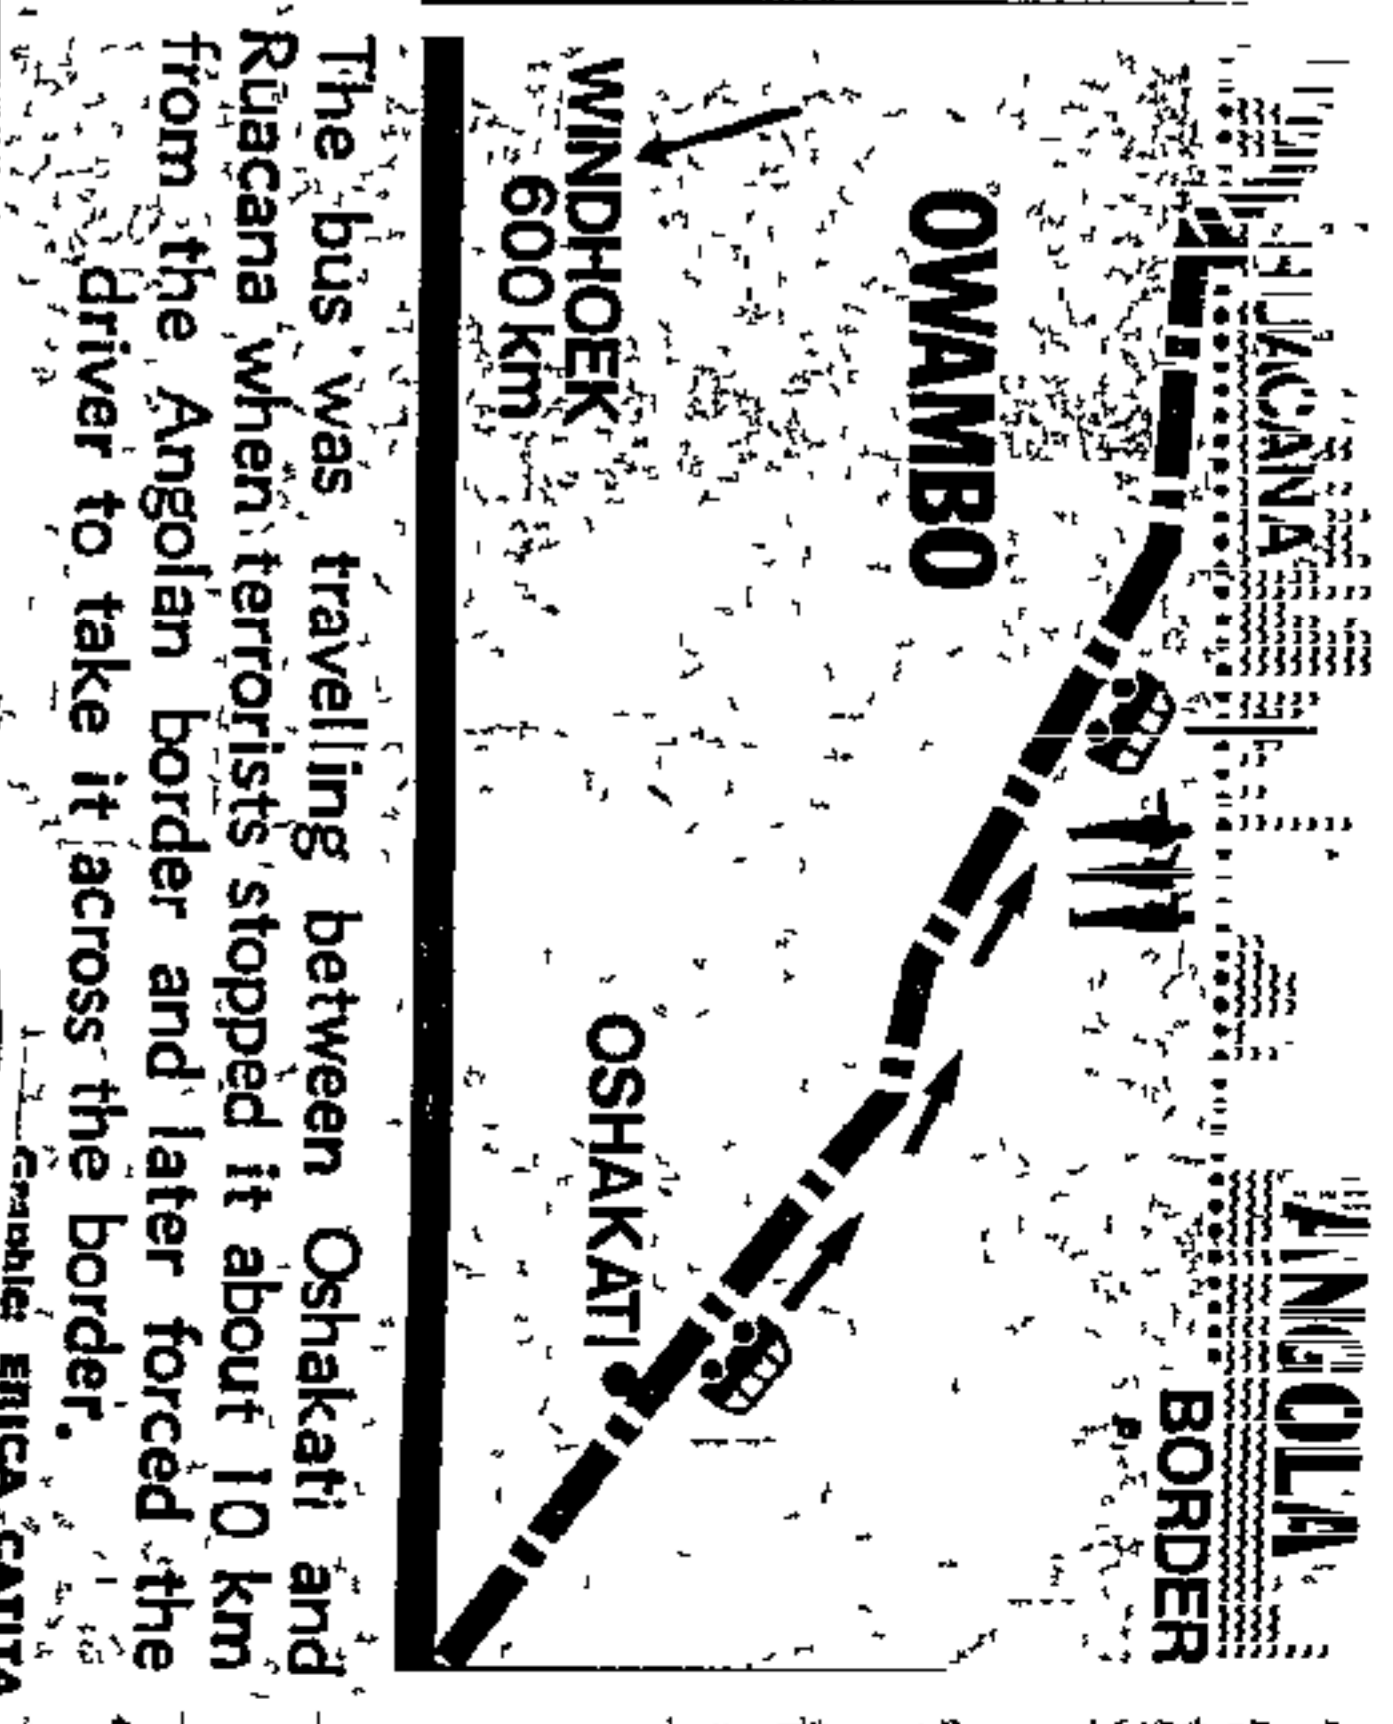 ANGOLA
RUACANA
BORDER
OWAMBO
OSHAKATI
WINDHOEK
600 km
The bus was travelling between Oshakati and
Ruacana when terrorists stopped it about 10 km
from the Angolan border and later forced the
driver to take it across the border.
Graphic: ERICA